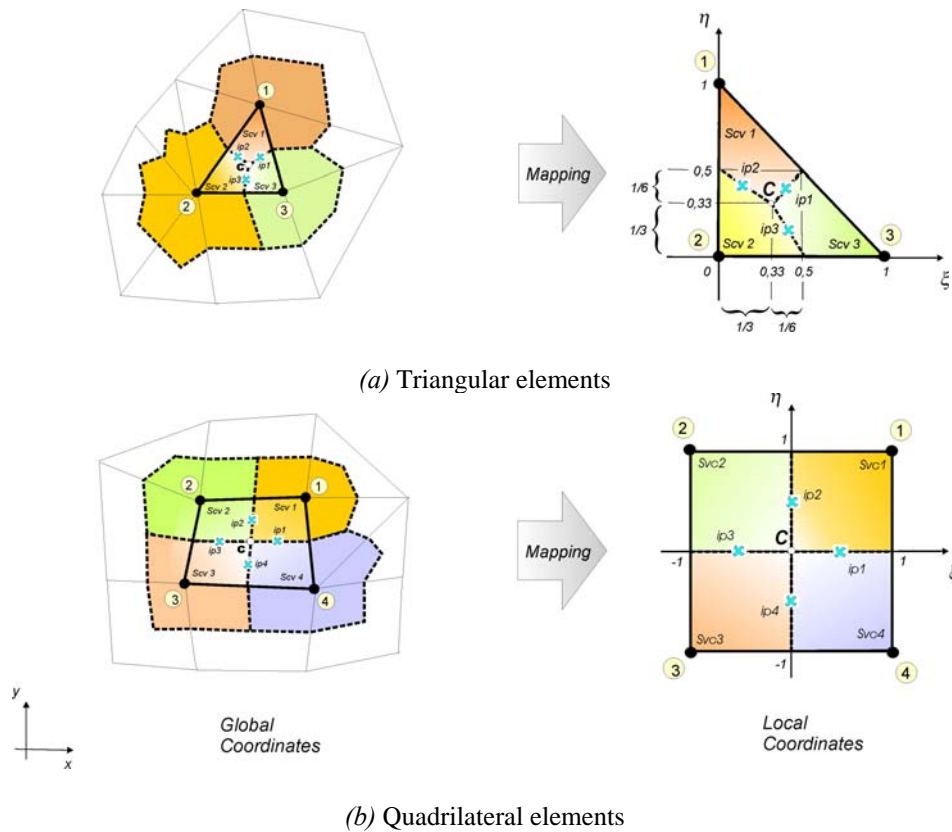 η
1
1
Scv 1
ip2
ip1
C
ip3
Scv 2
Scv 3
2
3
Mapping
1
Scv 1
0,5
ip2
1/6
C
ip1
0,33
1/3
ip3
2
Scv 2
Scv 3
3
0
0,33
0,5
1
ξ
1/3
1/6
(a) Triangular elements
η
2
1
Scv 2
Scv 1
ip2
ip1
ip3
C
ip4
Scv 3
Scv 4
3
4
Mapping
2
1
1
Svc2
Svc1
ip2
C
ip3
-1
1
ip1
ip4
Svc3
Svc4
-1
3
4
y
x
Global
Coordinates
Local
Coordinates
(b) Quadrilateral elements